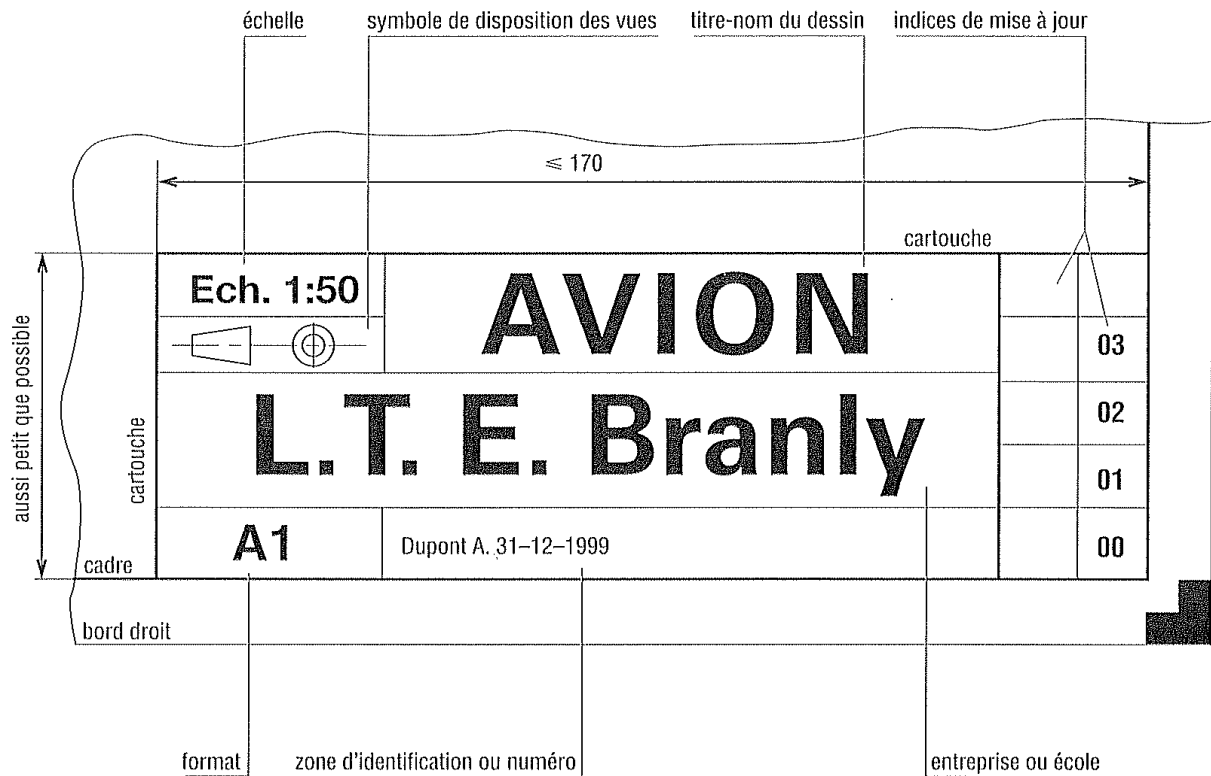 échelle symbole de disposition des vues titre-nom du dessin indices de mise à jour
⩽ 170
cartouche
Ech. 1:50 AVION
03
aussi petit que possible
cartouche
L.T. E. Branly
02
01
A1 Dupont A. 31–12–1999 00
cadre
bord droit
format zone d'identification ou numéro entreprise ou école